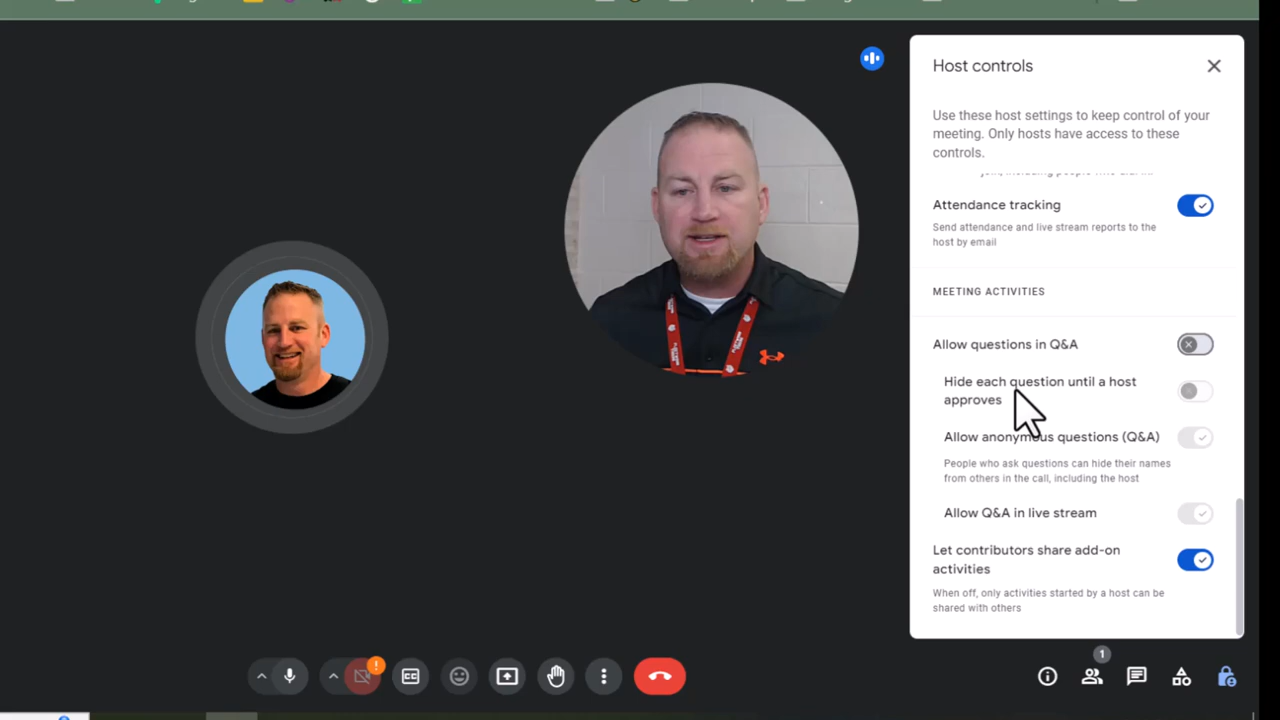 Host controls
Use these host settings to keep control of your
meeting. Only hosts have access to these
controls.
Attendance tracking
Send attendance and live stream reports to the
host by email
MEETING ACTIVITIES
Allow questions in Q&A
Hide each question until a host
approves
Allow anonymous questions (Q&A)
People who ask questions can hide their names
from others in the call, including the host
Allow Q&A in live stream
Let contributors share add-on
activities
When off, only activities started by a host can be
shared with others
1
!
CC